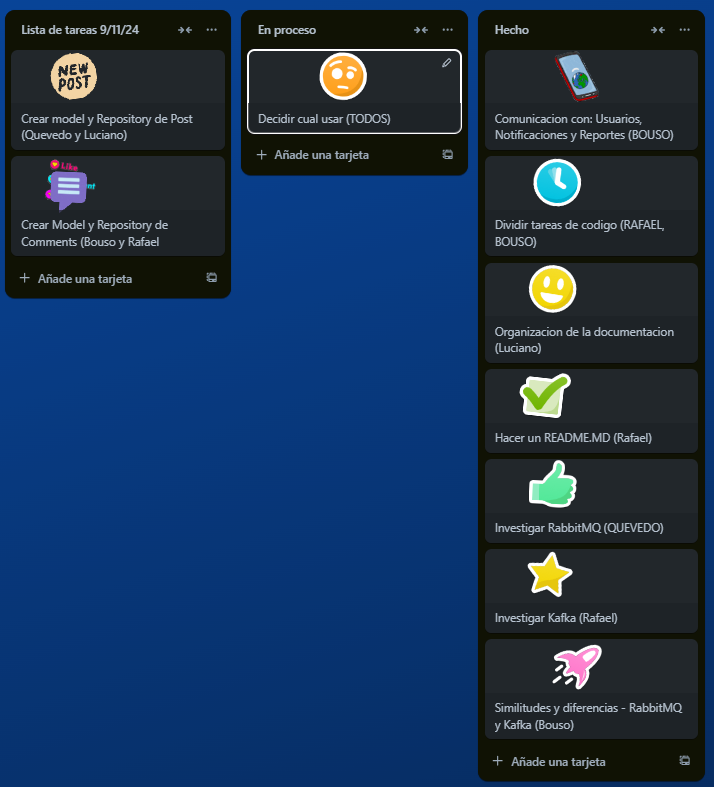 Lista de tareas 9/11/24
NEW
POST
Crear model y Repository de Post
(Quevedo y Luciano)
Like
Crear Model y Repository de
Comments (Bouso y Rafael
Añade una tarjeta
En proceso
Decidir cual usar (TODOS)
Añade una tarjeta
Hecho
Comunicacion con: Usuarios,
Notificaciones y Reportes (BOUSO)
Dividir tareas de codigo (RAFAEL,
BOUSO)
Organizacion de la documentacion
(Luciano)
Hacer un README.MD (Rafael)
Investigar RabbitMQ (QUEVEDO)
Investigar Kafka (Rafael)
Similitudes y diferencias - RabbitMQ
y Kafka (Bouso)
Añade una tarjeta